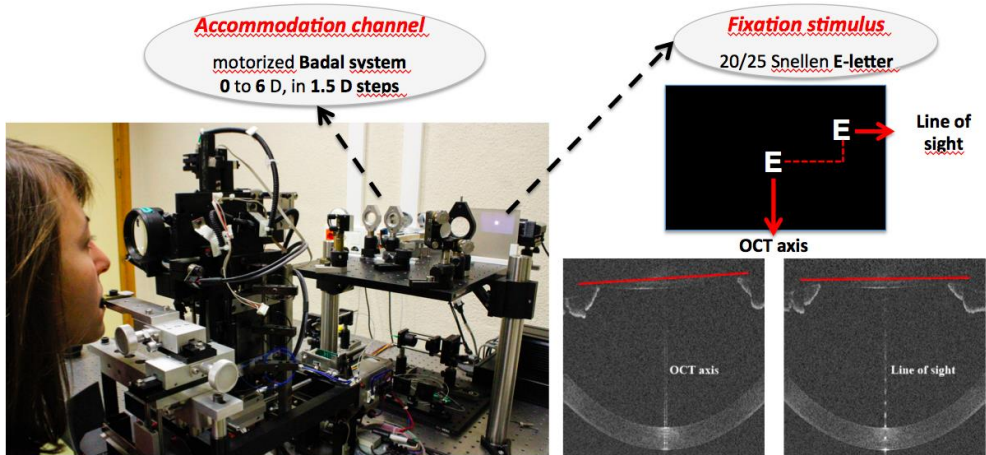 Accommodation channel
motorized Badal system
0 to 6 D, in 1.5 D steps
Fixation stimulus
20/25 Snellen E-letter
E
E
Line of
sight
OCT axis
OCT axis
Line of sight